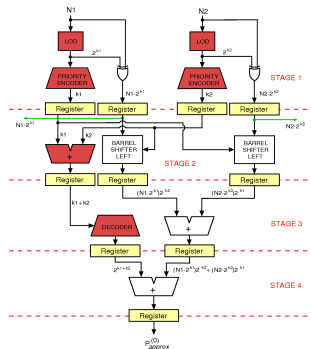 N1 N2
LOD LOD
2^k1 2^k2
PRIORITY ENCODER PRIORITY ENCODER
STAGE 1
k1 N1-2^k1 k2 N2-2^k2
Register Register Register Register
N1-2^k1 k1 k2 N2-2^k2
+ BARREL SHIFTER LEFT BARREL SHIFTER LEFT
STAGE 2
Register Register Register
(N1-2^k1)2^k2 (N2-2^k2)2^k1
k1+k2
DECODER + STAGE 3
Register Register
2^k1+k2 (N1-2^k1)2^k2 + (N2-2^k2)2^k1
+ STAGE 4
Register
P^(0)_approx